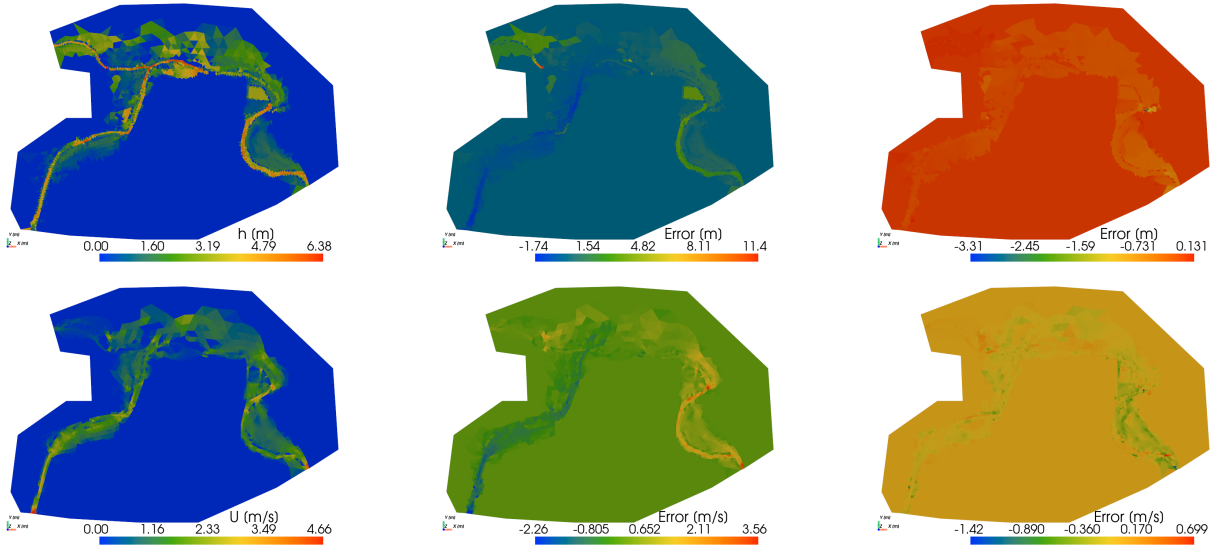 Y (m)
Z X (m)
h (m)
0.00 1.60 3.19 4.79 6.38
Y (m)
Z X (m)
Error (m)
-1.74 1.54 4.82 8.11 11.4
Y (m)
Z X (m)
Error (m)
-3.31 -2.45 -1.59 -0.731 0.131
Y (m)
Z X (m)
U (m/s)
0.00 1.16 2.33 3.49 4.66
Y (m)
Z X (m)
Error (m/s)
-2.26 -0.805 0.652 2.11 3.56
Y (m)
Z X (m)
Error (m/s)
-1.42 -0.890 -0.360 0.170 0.699